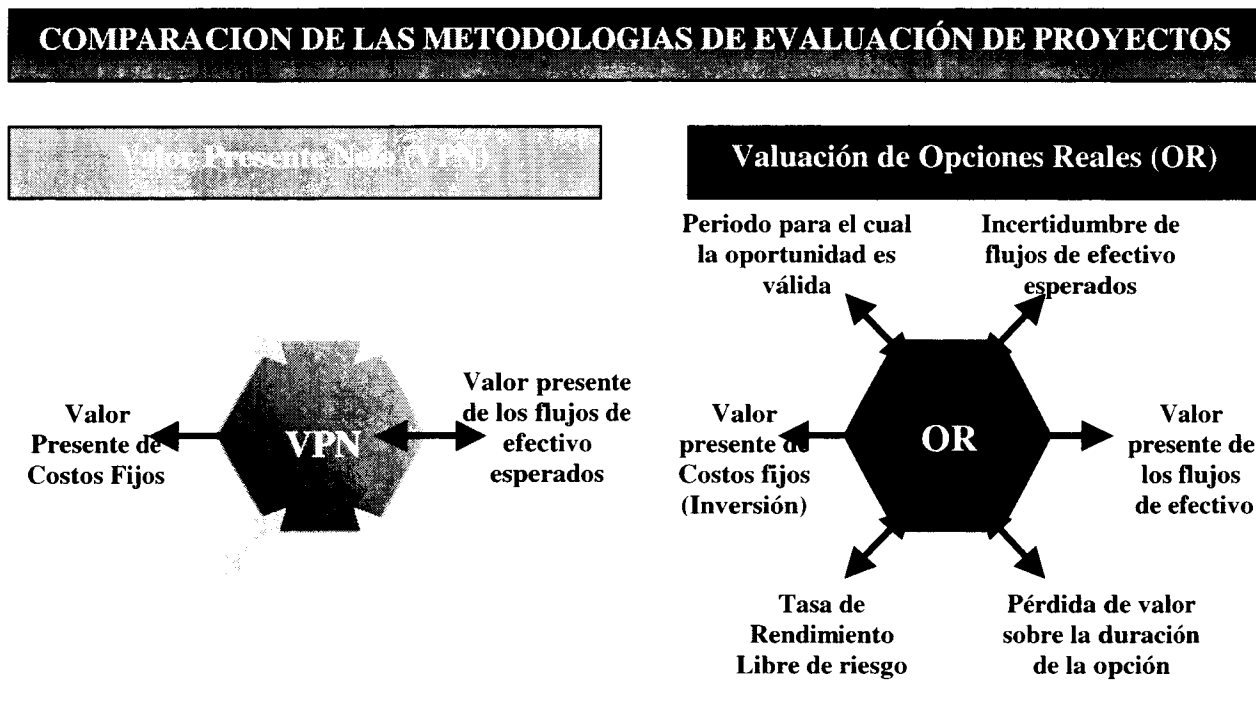 COMPARACION DE LAS METODOLOGIAS DE EVALUACIÓN DE PROYECTOS
Valor Presente Neto (VPN)
Valor
Presente de
Costos Fijos
VPN
Valor presente
de los flujos de
efectivo
esperados
Valuación de Opciones Reales (OR)
Periodo para el cual
la oportunidad es
válida
Incertidumbre de
flujos de efectivo
esperados
Valor
presente de
Costos fijos
(Inversión)
OR
Valor
presente de
los flujos
de efectivo
Tasa de
Rendimiento
Libre de riesgo
Pérdida de valor
sobre la duración
de la opción